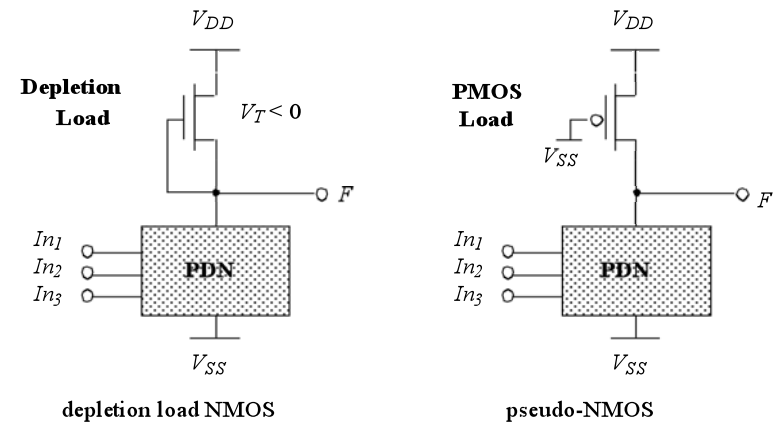 V_DD
Depletion
Load
V_T < 0
F
In_1
In_2
In_3
PDN
V_SS
depletion load NMOS
V_DD
PMOS
Load
V_SS
F
In_1
In_2
In_3
PDN
V_SS
pseudo-NMOS